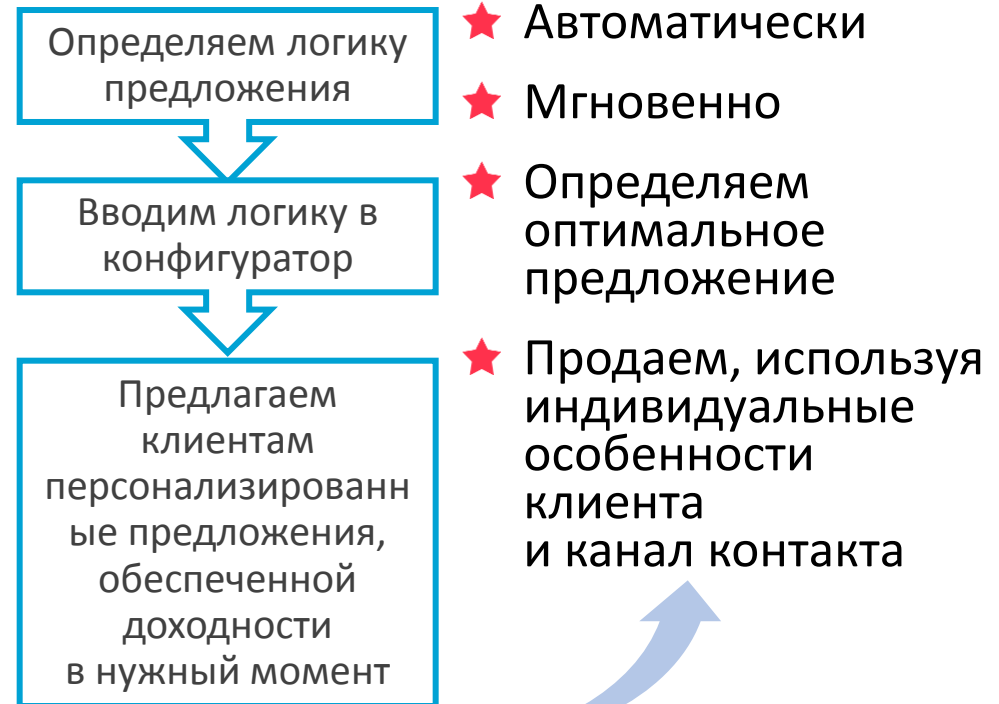 Определяем логику
предложения
Вводим логику в
конфигуратор
Предлагаем
клиентам
персонализированн
ые предложения,
обеспеченной
доходности
в нужный момент
Автоматически
Мгновенно
Определяем
оптимальное
предложение
Продаем, используя
индивидуальные
особенности
клиента
и канал контакта